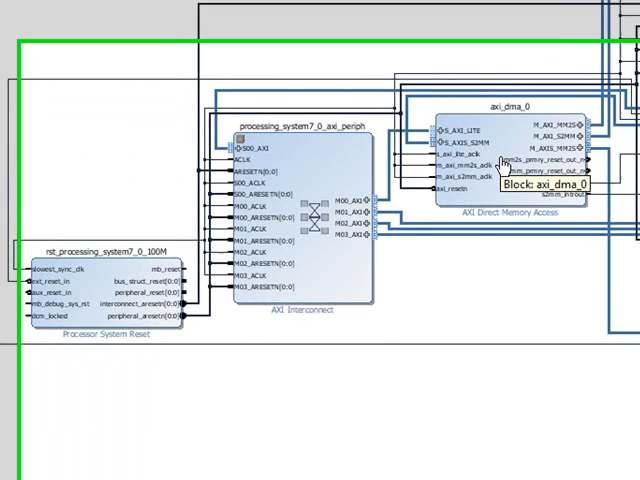 axi_dma_0
S_AXI_LITE
S_AXIS_S2MM
s_axi_lite_aclk
m_axi_mm2s_aclk
m_axi_s2mm_aclk
axi_resetn
M_AXI_MM2S
M_AXI_S2MM
M_AXIS_MM2S
mm2s_prmry_reset_out_n
s2mm_introut
Block: axi_dma_0
AXI Direct Memory Access
processing_system7_0_axi_periph
S00_AXI
ACLK
ARESETN[0:0]
S00_ACLK
S00_ARESETN[0:0]
M00_ACLK
M00_ARESETN[0:0]
M01_ACLK
M01_ARESETN[0:0]
M02_ACLK
M02_ARESETN[0:0]
M03_ACLK
M03_ARESETN[0:0]
M00_AXI
M01_AXI
M02_AXI
M03_AXI
AXI Interconnect
rst_processing_system7_0_100M
slowest_sync_clk
ext_reset_in
aux_reset_in
mb_debug_sys_rst
dcm_locked
mb_reset
bus_struct_reset[0:0]
peripheral_reset[0:0]
interconnect_aresetn[0:0]
peripheral_aresetn[0:0]
Processor System Reset